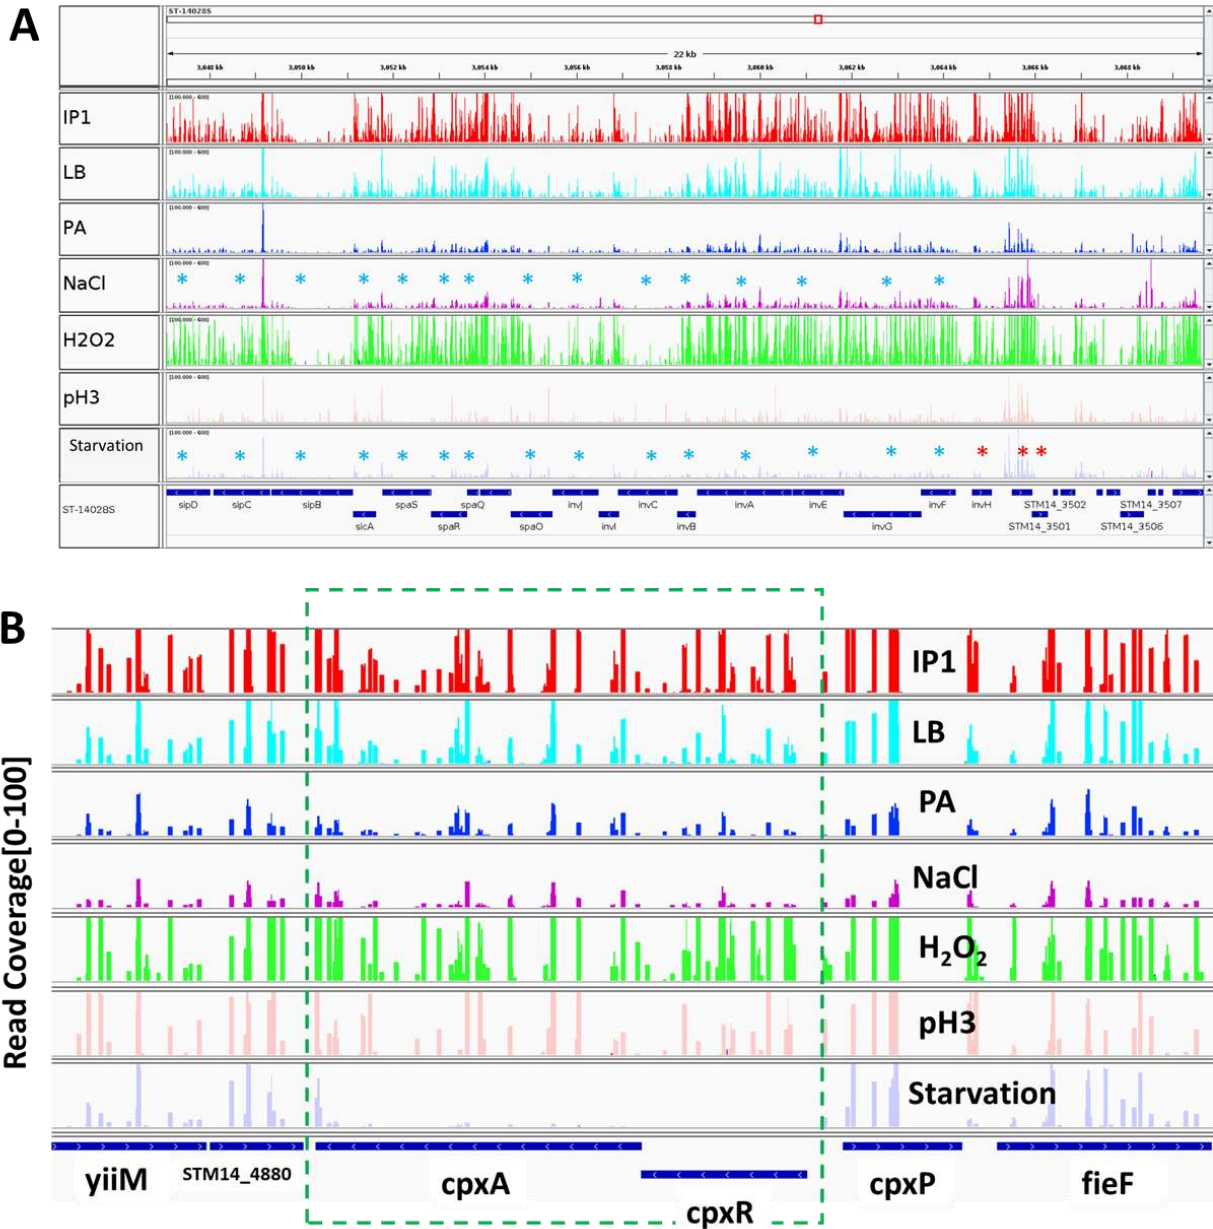 A
ST-14028S
22 kb
3,048 kb 3,050 kb 3,052 kb 3,054 kb 3,056 kb 3,058 kb 3,060 kb 3,062 kb 3,064 kb 3,066 kb 3,068 kb
IP1
LB
PA
NaCl
* * * * * * * * * * * * * * *
H2O2
pH3
Starvation
* * * * * * * * * * * * * * * * * *
ST-14028S
sipD sipC sipB spaS spaQ invJ invC invA invE invF invH STM14_3502 STM14_3507
sicA spaR spaO invI invB invG STM14_3501 STM14_3506
B
Read Coverage[0-100]
IP1
LB
PA
NaCl
H₂O₂
pH3
Starvation
yiiM STM14_4880 cpxA cpxR cpxP fieF